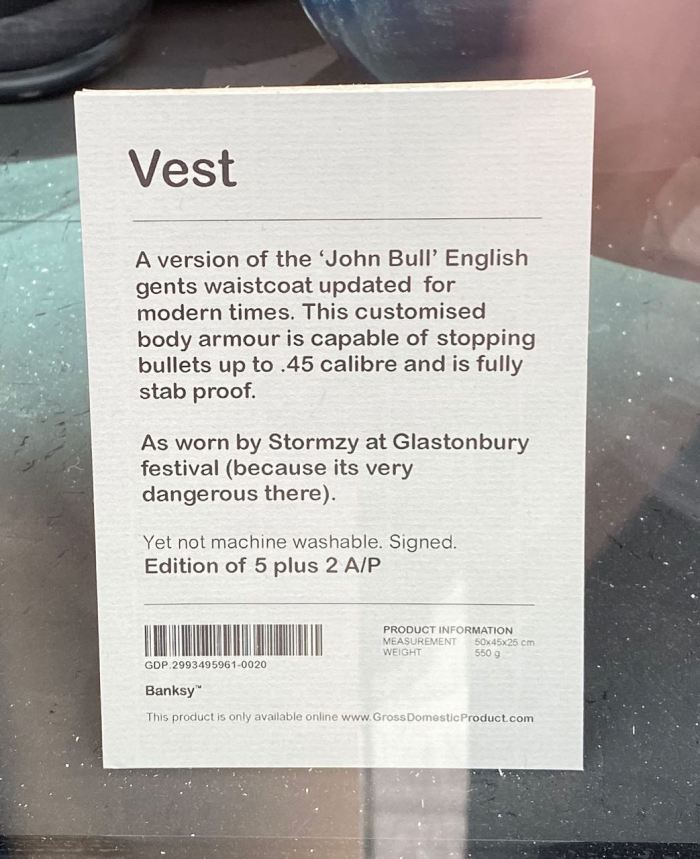 Vest
A version of the ‘John Bull’ English
gents waistcoat updated for
modern times. This customised
body armour is capable of stopping
bullets up to .45 calibre and is fully
stab proof.
As worn by Stormzy at Glastonbury
festival (because its very
dangerous there).
Yet not machine washable. Signed.
Edition of 5 plus 2 A/P
GDP.2993495961-0020
PRODUCT INFORMATION
MEASUREMENT 50x45x25 cm
WEIGHT 550 g
Banksy™
This product is only available online www.GrossDomesticProduct.com